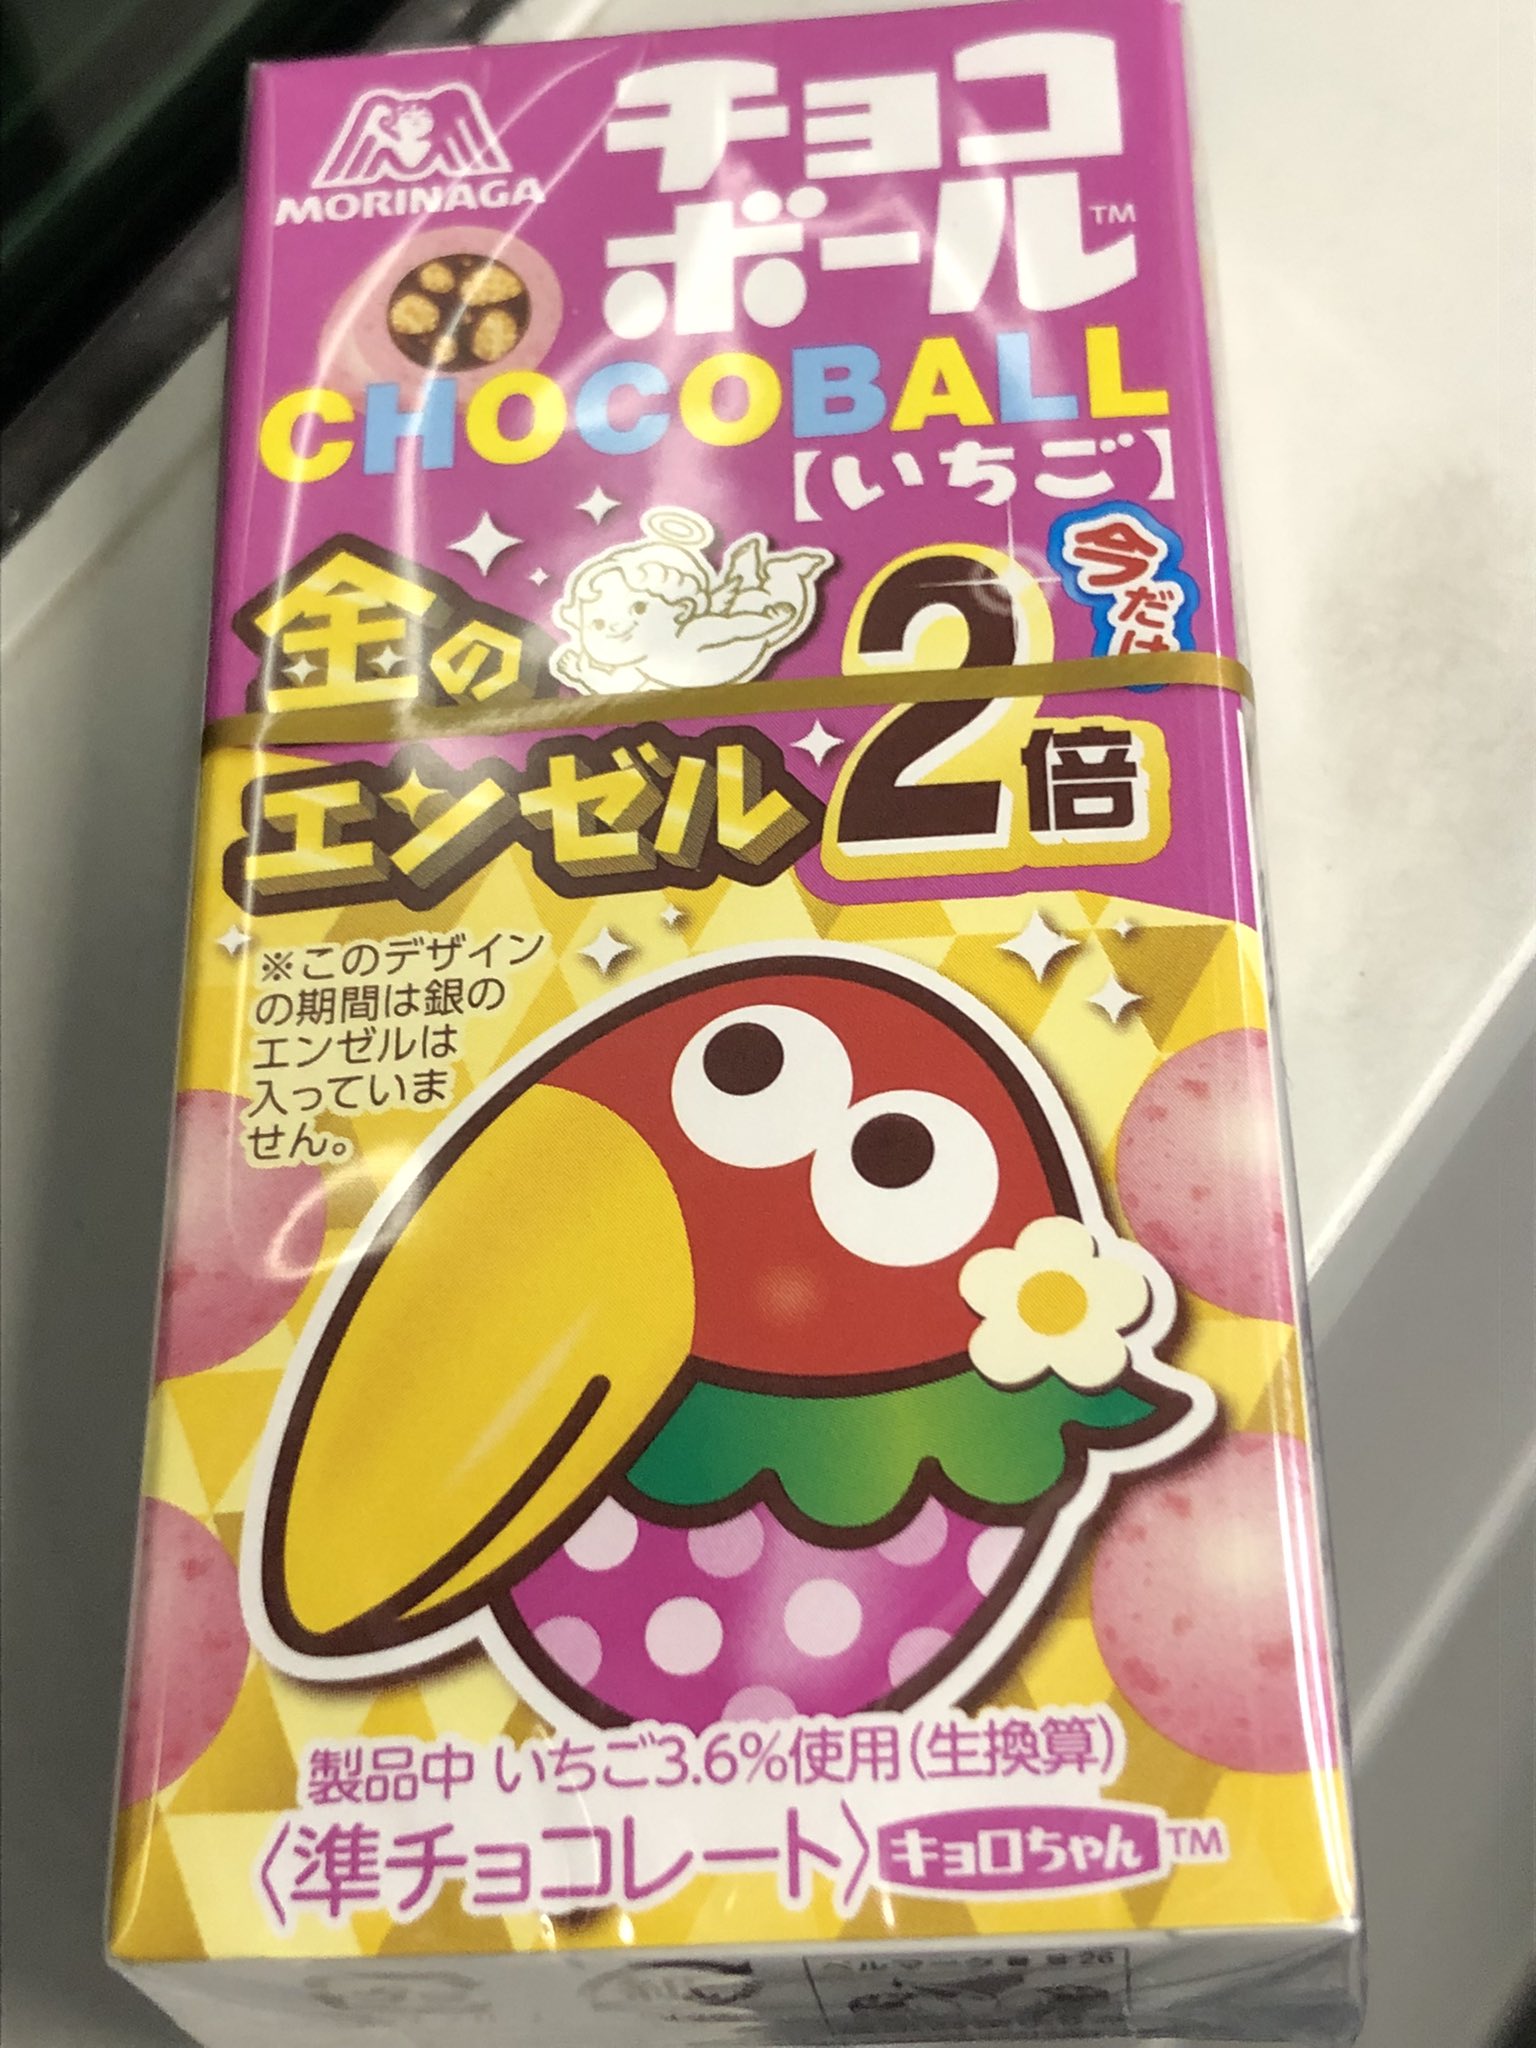 MORINAGA
チョコ
ボール™
CHOCOBALL
【いちご】
今だけ
金の
エンゼル
2倍
※このデザイン
の期間は銀の
エンゼルは
入っていま
せん。
製品中 いちご3.6%使用(生換算)
〈準チョコレート〉キョロちゃん™